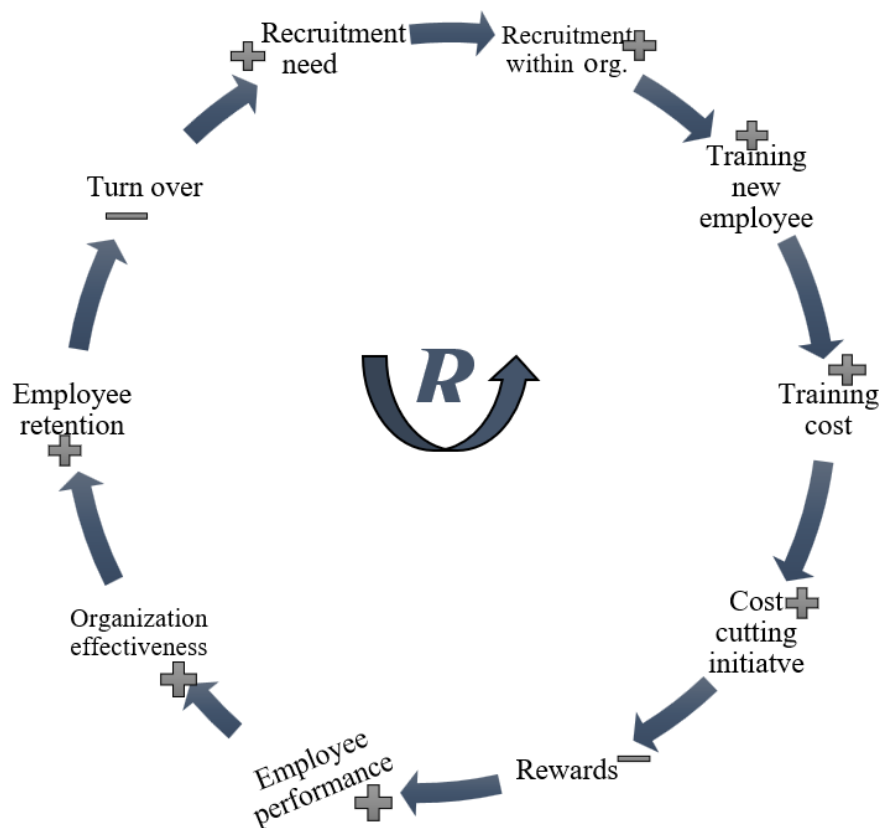 Recruitment
need
Recruitment
within org.
Training
new
employee
Training
cost
Cost
cutting
initiatve
Rewards
Employee
performance
Organization
effectiveness
Employee
retention
Turn over
R